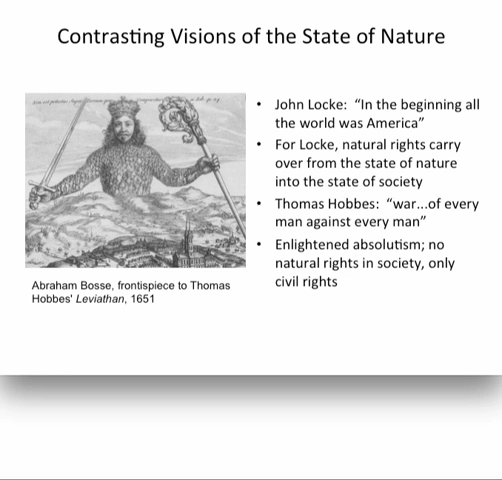 Contrasting Visions of the State of Nature
• John Locke: “In the beginning all
the world was America”
• For Locke, natural rights carry
over from the state of nature
into the state of society
• Thomas Hobbes: “war...of every
man against every man”
• Enlightened absolutism; no
natural rights in society, only
civil rights
Abraham Bosse, frontispiece to Thomas
Hobbes' Leviathan, 1651